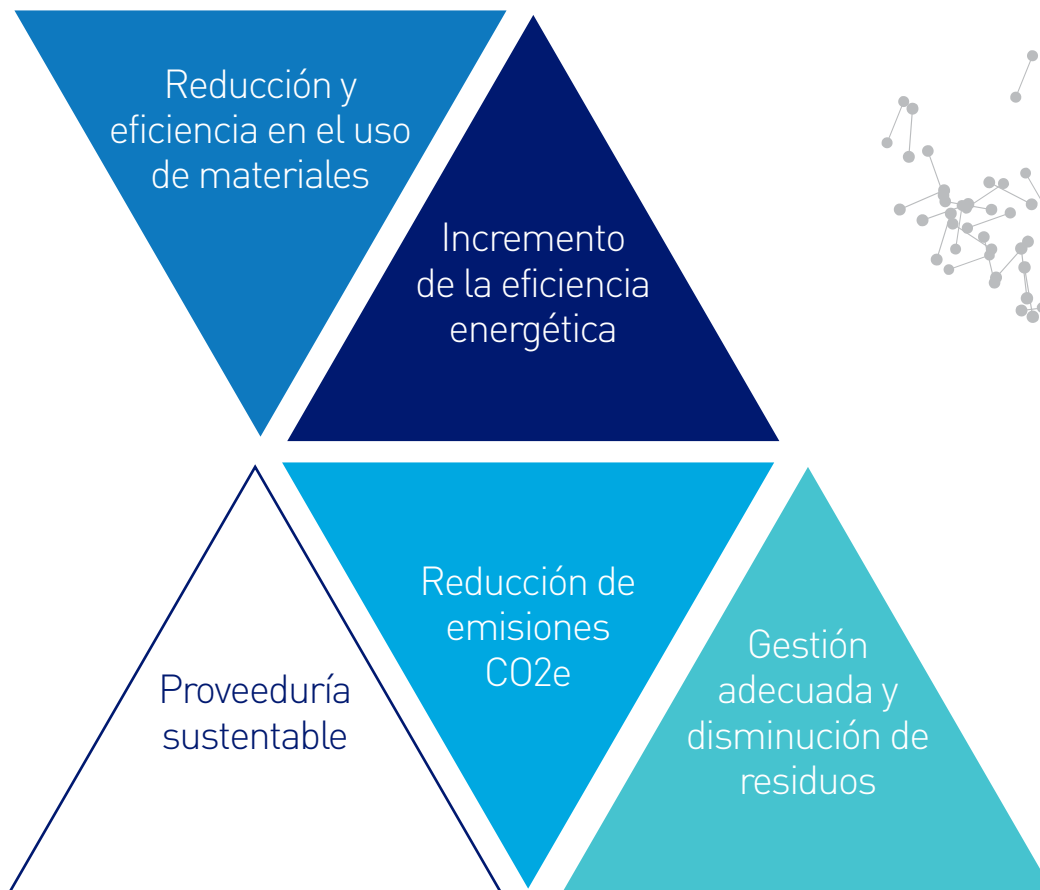 Reducción y
eficiencia en el uso
de materiales
Incremento
de la eficiencia
energética
Proveeduría
sustentable
Reducción de
emisiones
CO2e
Gestión
adecuada y
disminución de
residuos